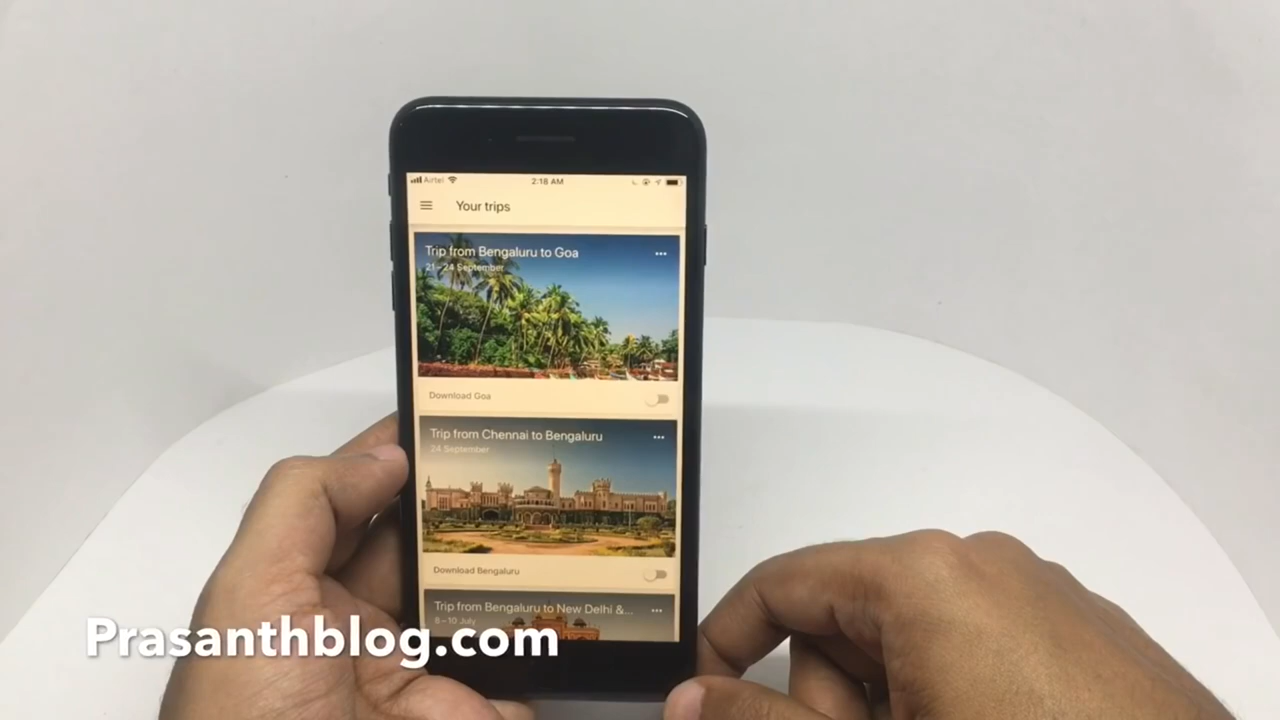 Airtel
2:18 AM
Your trips
Trip from Bengaluru to Goa
21–24 September
Download Goa
Trip from Chennai to Bengaluru
24 September
Download Bengaluru
Trip from Bengaluru to New Delhi &...
8–10 July
Prasanthblog.com